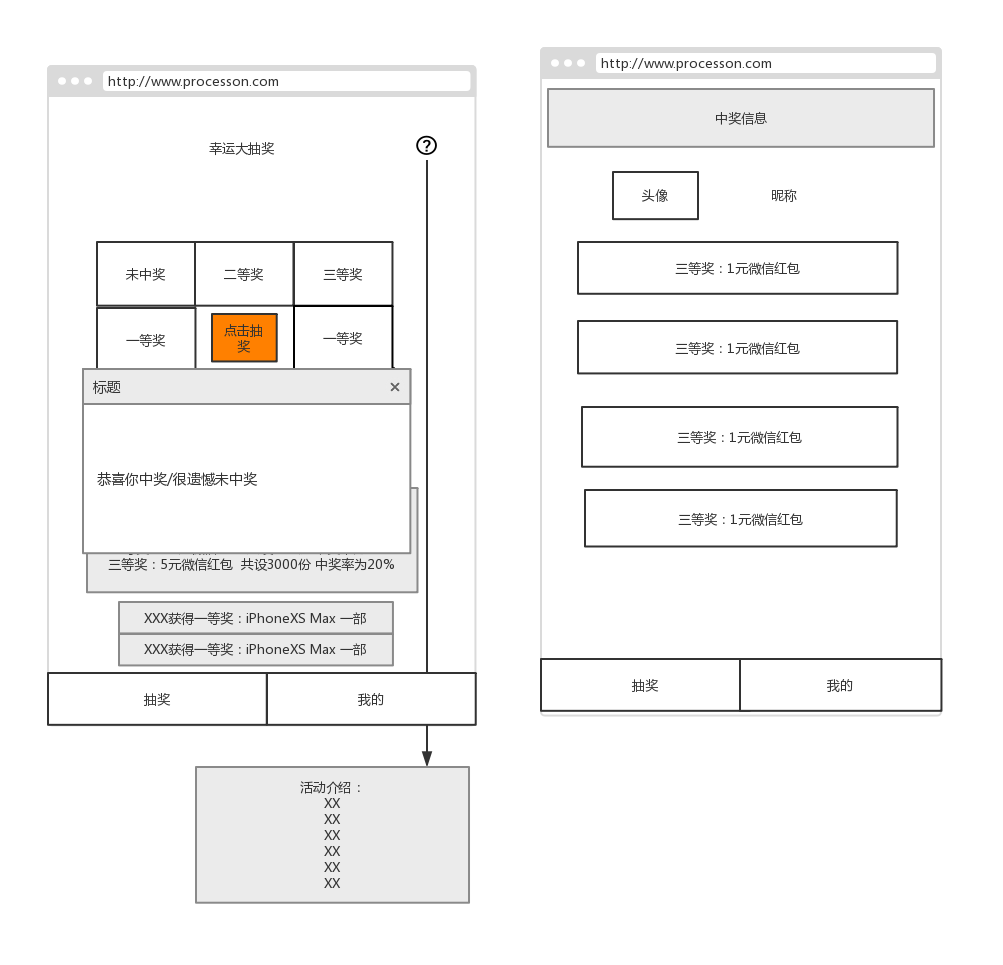 http://www.processon.com
幸运大抽奖
?
未中奖
二等奖
三等奖
一等奖
点击抽
奖
一等奖
标题
×
恭喜你中奖/很遗憾未中奖
三等奖：5元微信红包 共设3000份 中奖率为20%
XXX获得一等奖：iPhoneXS Max 一部
XXX获得一等奖：iPhoneXS Max 一部
抽奖
我的
活动介绍：
XX
XX
XX
XX
XX
XX
http://www.processon.com
中奖信息
头像
昵称
三等奖：1元微信红包
三等奖：1元微信红包
三等奖：1元微信红包
三等奖：1元微信红包
抽奖
我的